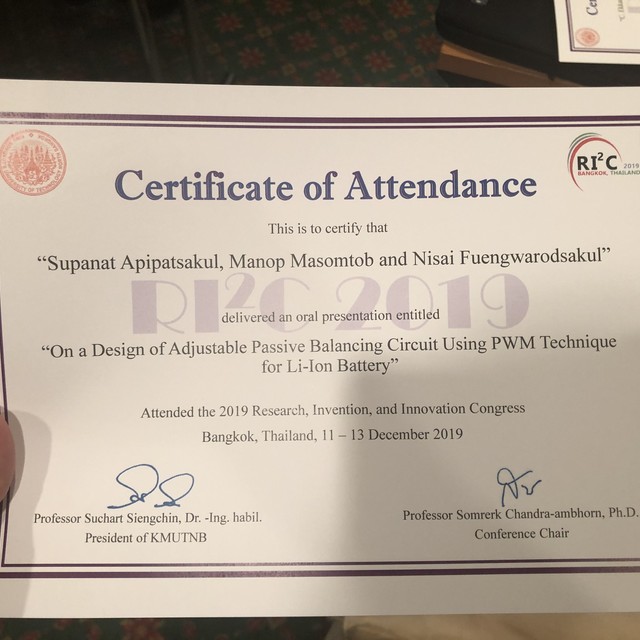 RI²C 2019
BANGKOK, THAILAND
Certificate of Attendance
This is to certify that
“Supanat Apipatsakul, Manop Masomtob and Nisai Fuengwarodsakul”
RI²C 2019
delivered an oral presentation entitled
“On a Design of Adjustable Passive Balancing Circuit Using PWM Technique
for Li-Ion Battery”
Attended the 2019 Research, Invention, and Innovation Congress
Bangkok, Thailand, 11 – 13 December 2019
Professor Suchart Siengchin, Dr. -Ing. habil.
President of KMUTNB
Professor Somrerk Chandra-ambhorn, Ph.D.
Conference Chair